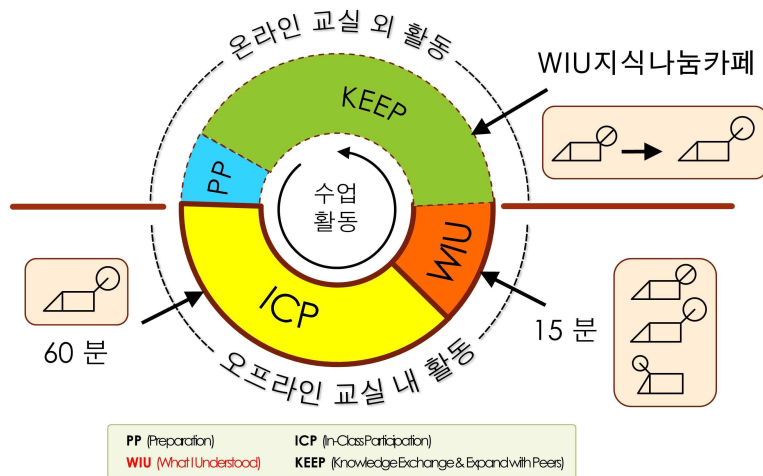 온라인 교실 외 활동
WIU지식나눔카페
KEEP
PP
수업
활동
WIU
ICP
60 분
15 분
오프라인 교실 내 활동
PP (Preparation) ICP (In-Class Participation)
WIU (What I Understood) KEEP (Knowledge Exchange & Expand with Peers)